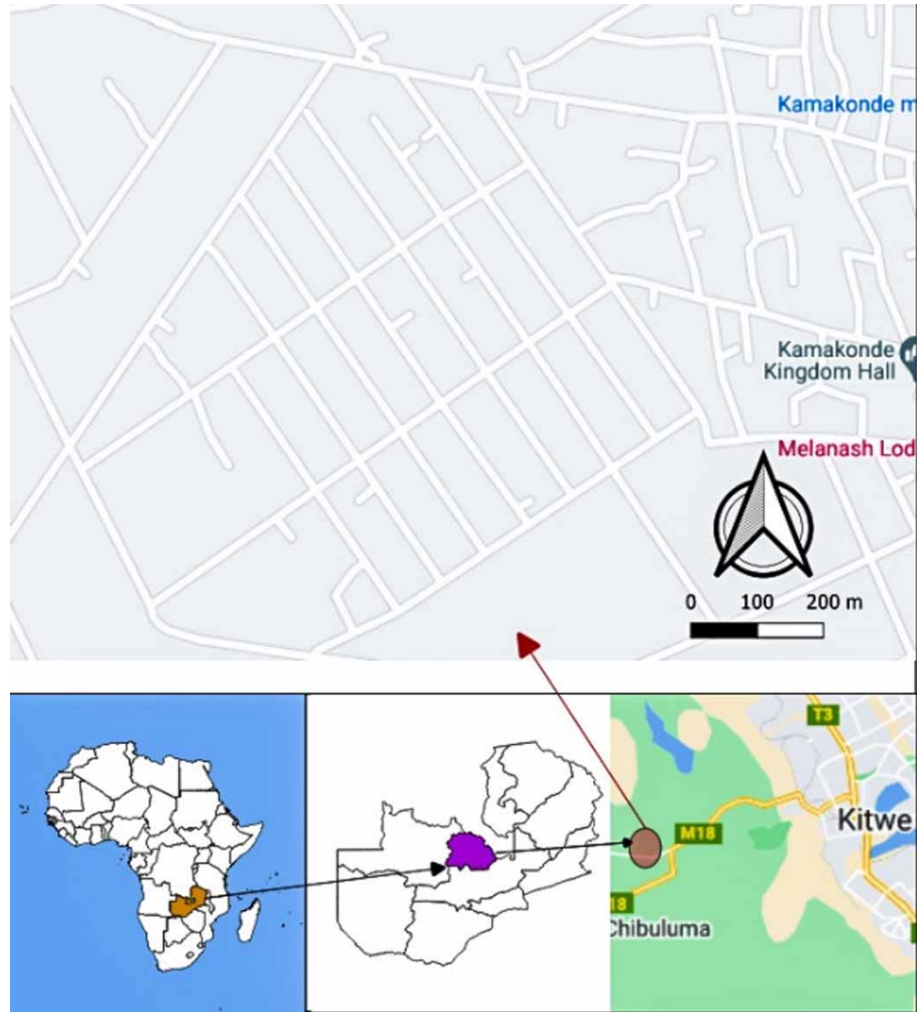 Kamakonde m
Kamakonde
Kingdom Hall
Melanash Lod
0 100 200 m
T3
Kitwe
M18
18
Chibuluma